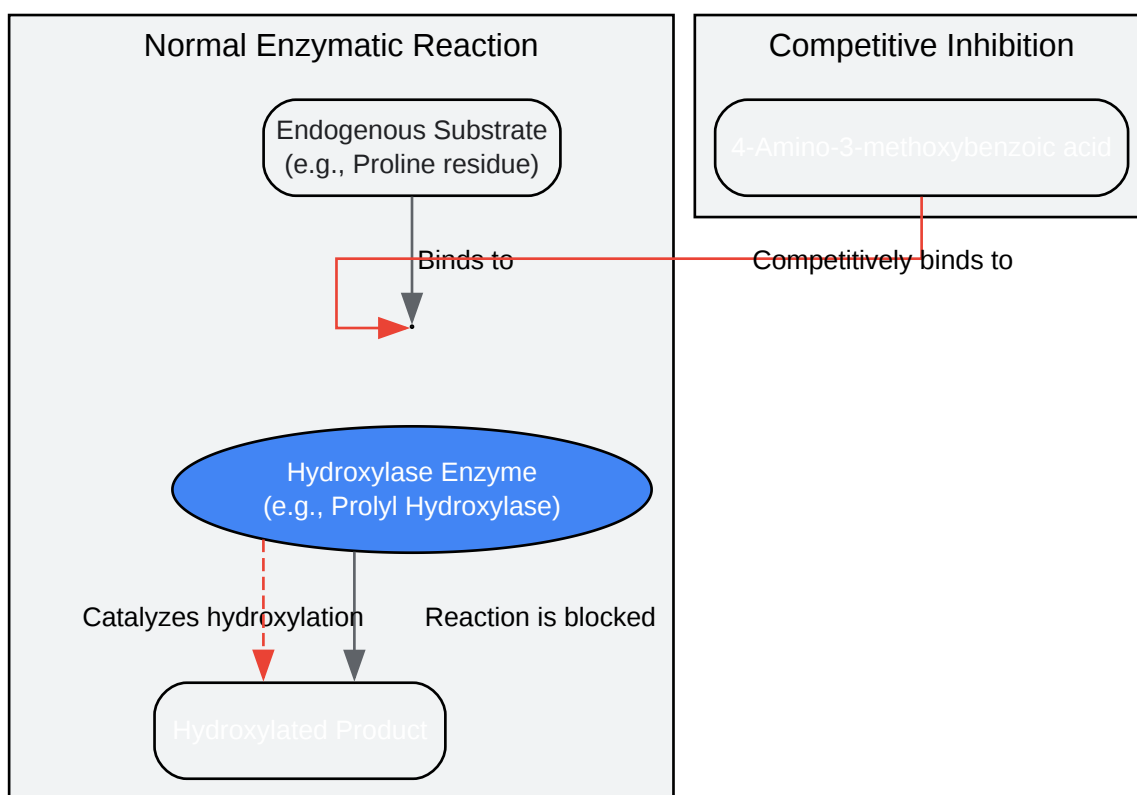 Normal Enzymatic Reaction
Competitive Inhibition
Endogenous Substrate
(e.g., Proline residue)
4-Amino-3-methoxybenzoic acid
Binds to
Competitively binds to
Hydroxylase Enzyme
(e.g., Prolyl Hydroxylase)
Catalyzes hydroxylation
Reaction is blocked
Hydroxylated Product